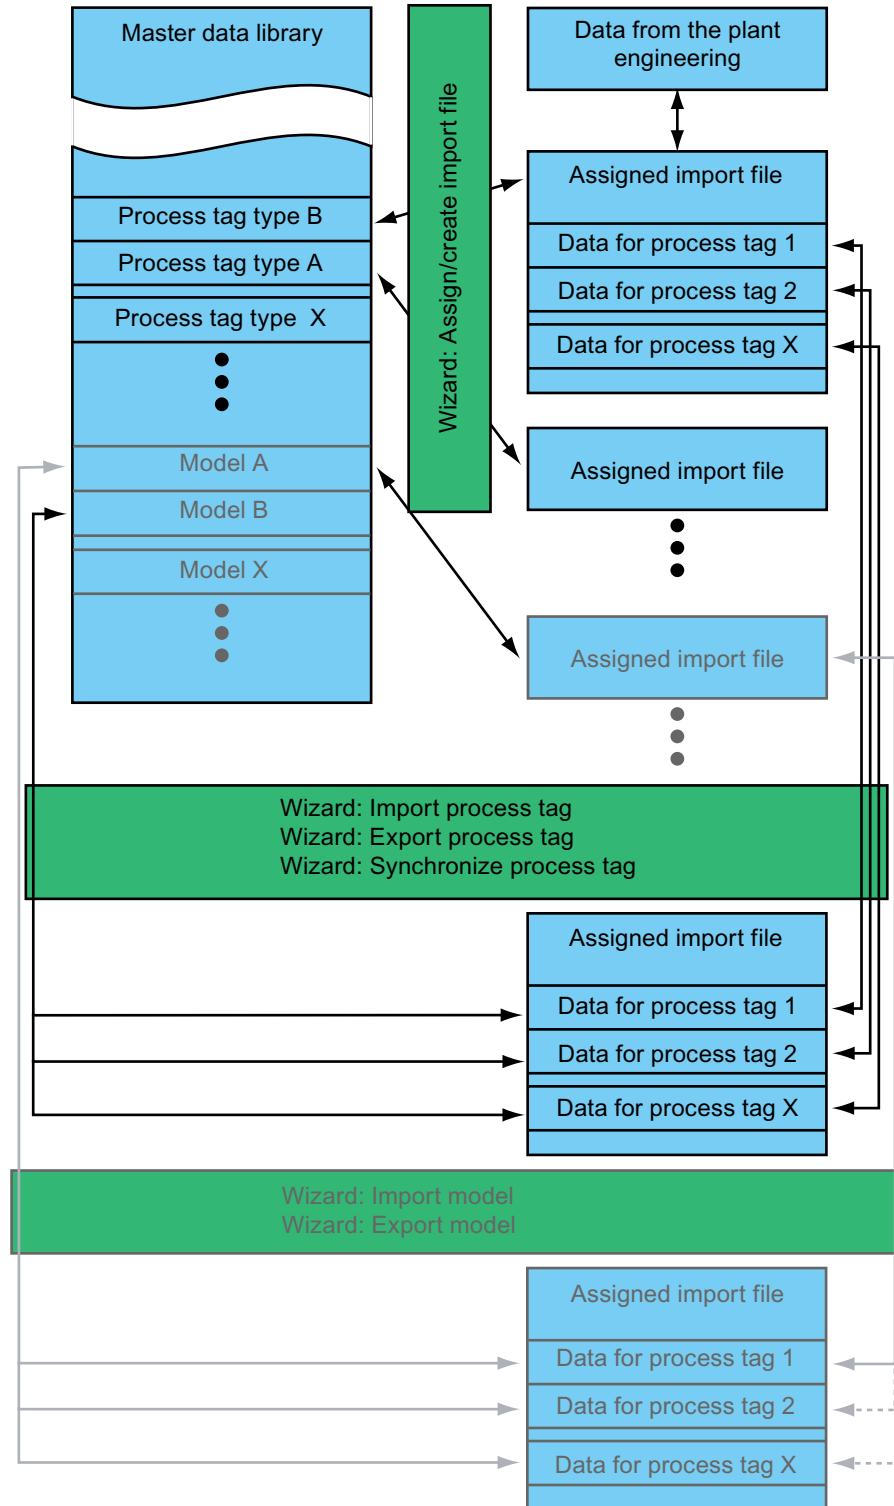 Master data library
Process tag type B
Process tag type A
Process tag type  X
Model A
Model B
Model X
Wizard: Assign/create import file
Data from the plant
engineering
Assigned import file
Data for process tag 1
Data for process tag 2
Data for process tag X
Assigned import file
Assigned import file
Wizard: Import process tag
Wizard: Export process tag
Wizard: Synchronize process tag
Assigned import file
Data for process tag 1
Data for process tag 2
Data for process tag X
Wizard: Import model
Wizard: Export model
Assigned import file
Data for process tag 1
Data for process tag 2
Data for process tag X